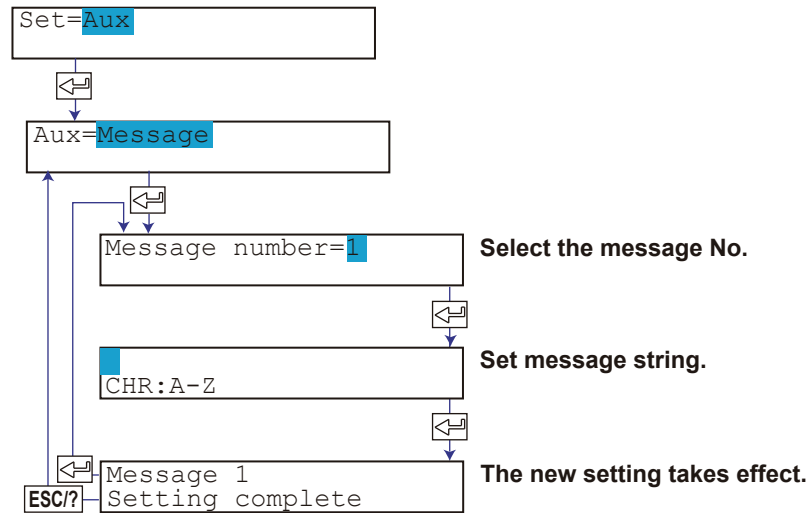 Set=Aux
Aux=Message
Message number=1
Select the message No.
CHR:A-Z
Set message string.
Message 1
Setting complete
The new setting takes effect.
ESC/?